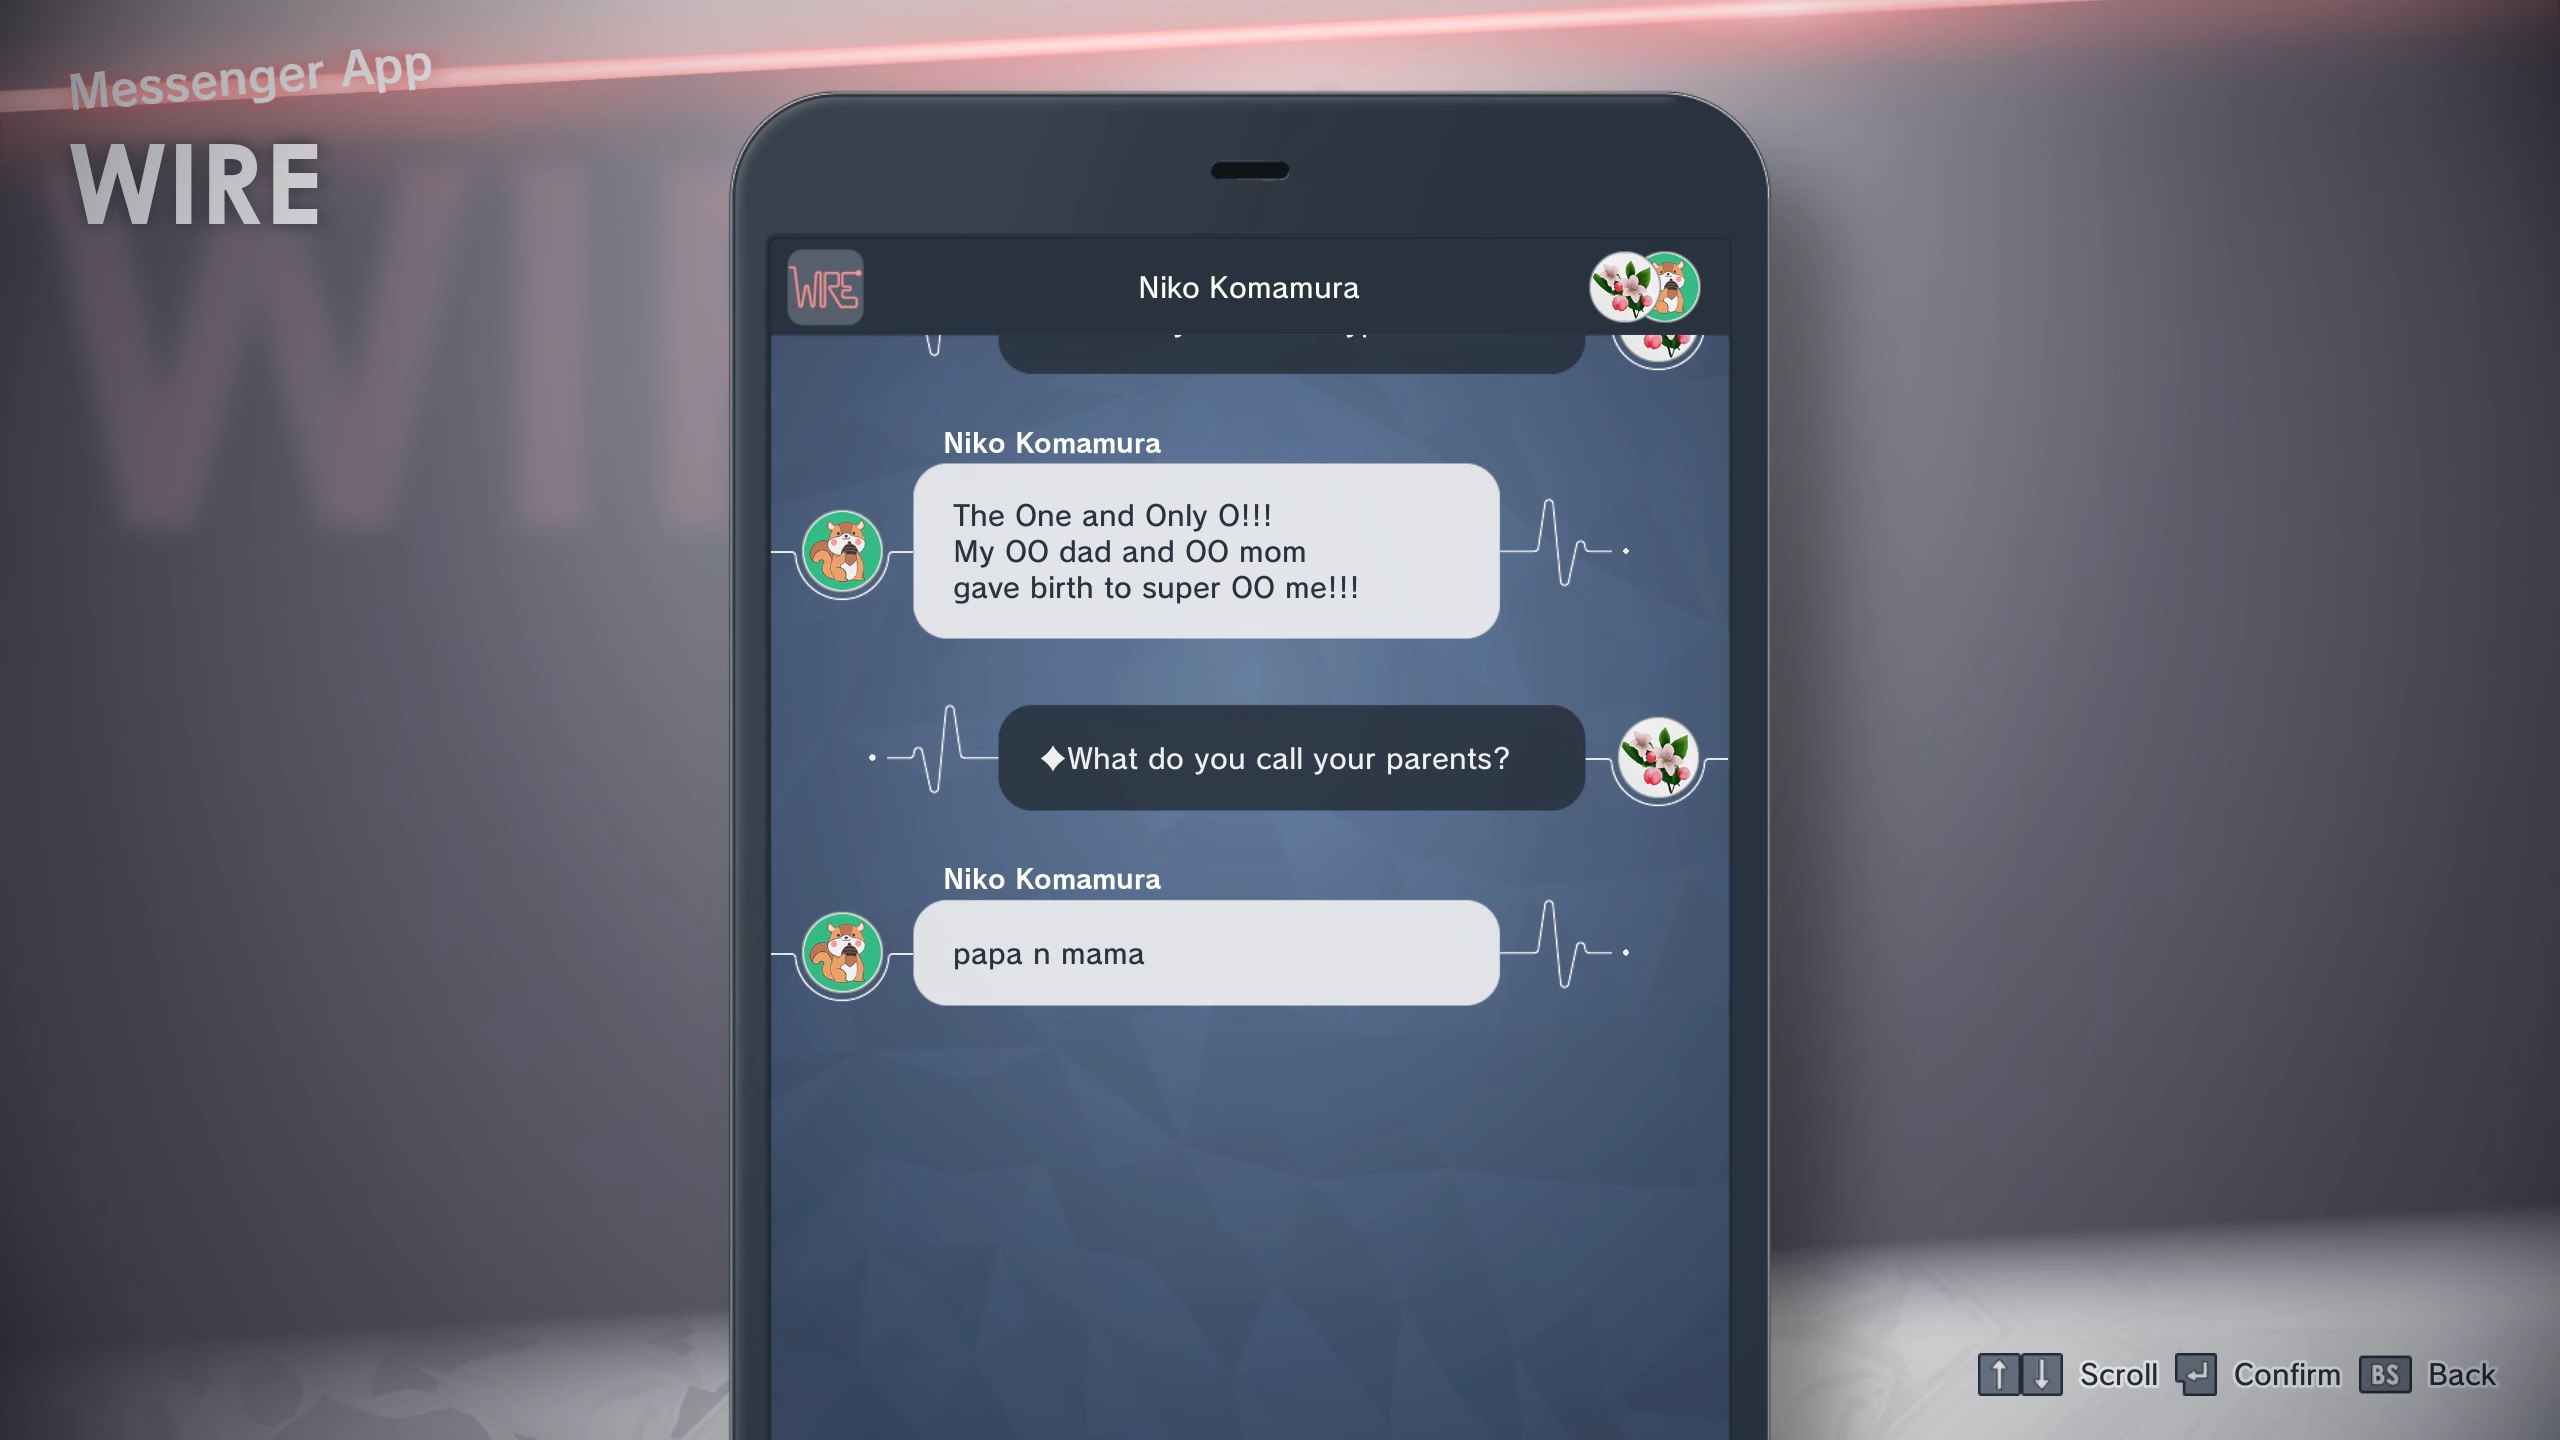 Messenger App
WIRE
WIRE
Niko Komamura
Niko Komamura
The One and Only O!!!
My OO dad and OO mom
gave birth to super OO me!!!
✦What do you call your parents?
Niko Komamura
papa n mama
↑ ↓ Scroll ↵ Confirm BS Back